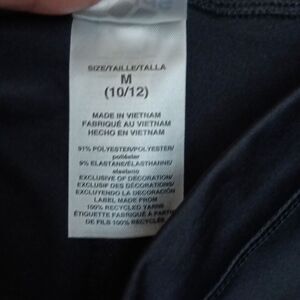 SIZE/TAILLE/TALLA
M
(10/12)
MADE IN VIETNAM
FABRIQUÉ AU VIETNAM
HECHO EN VIETNAM
91% POLYESTER/POLYESTER/
poliéster
9% ELASTANE/ÉLASTHANNE/
elastano
EXCLUSIVE OF DECORATION/
EXCLUSIF DES DÉCORATION/
EXCLUYENDO LA DECORACIÓN
LABEL MADE FROM
100% RECYCLED YARNS
ÉTIQUETTE FABRIQUÉE À PARTIR
DE FILS 100% RECYCLÉS